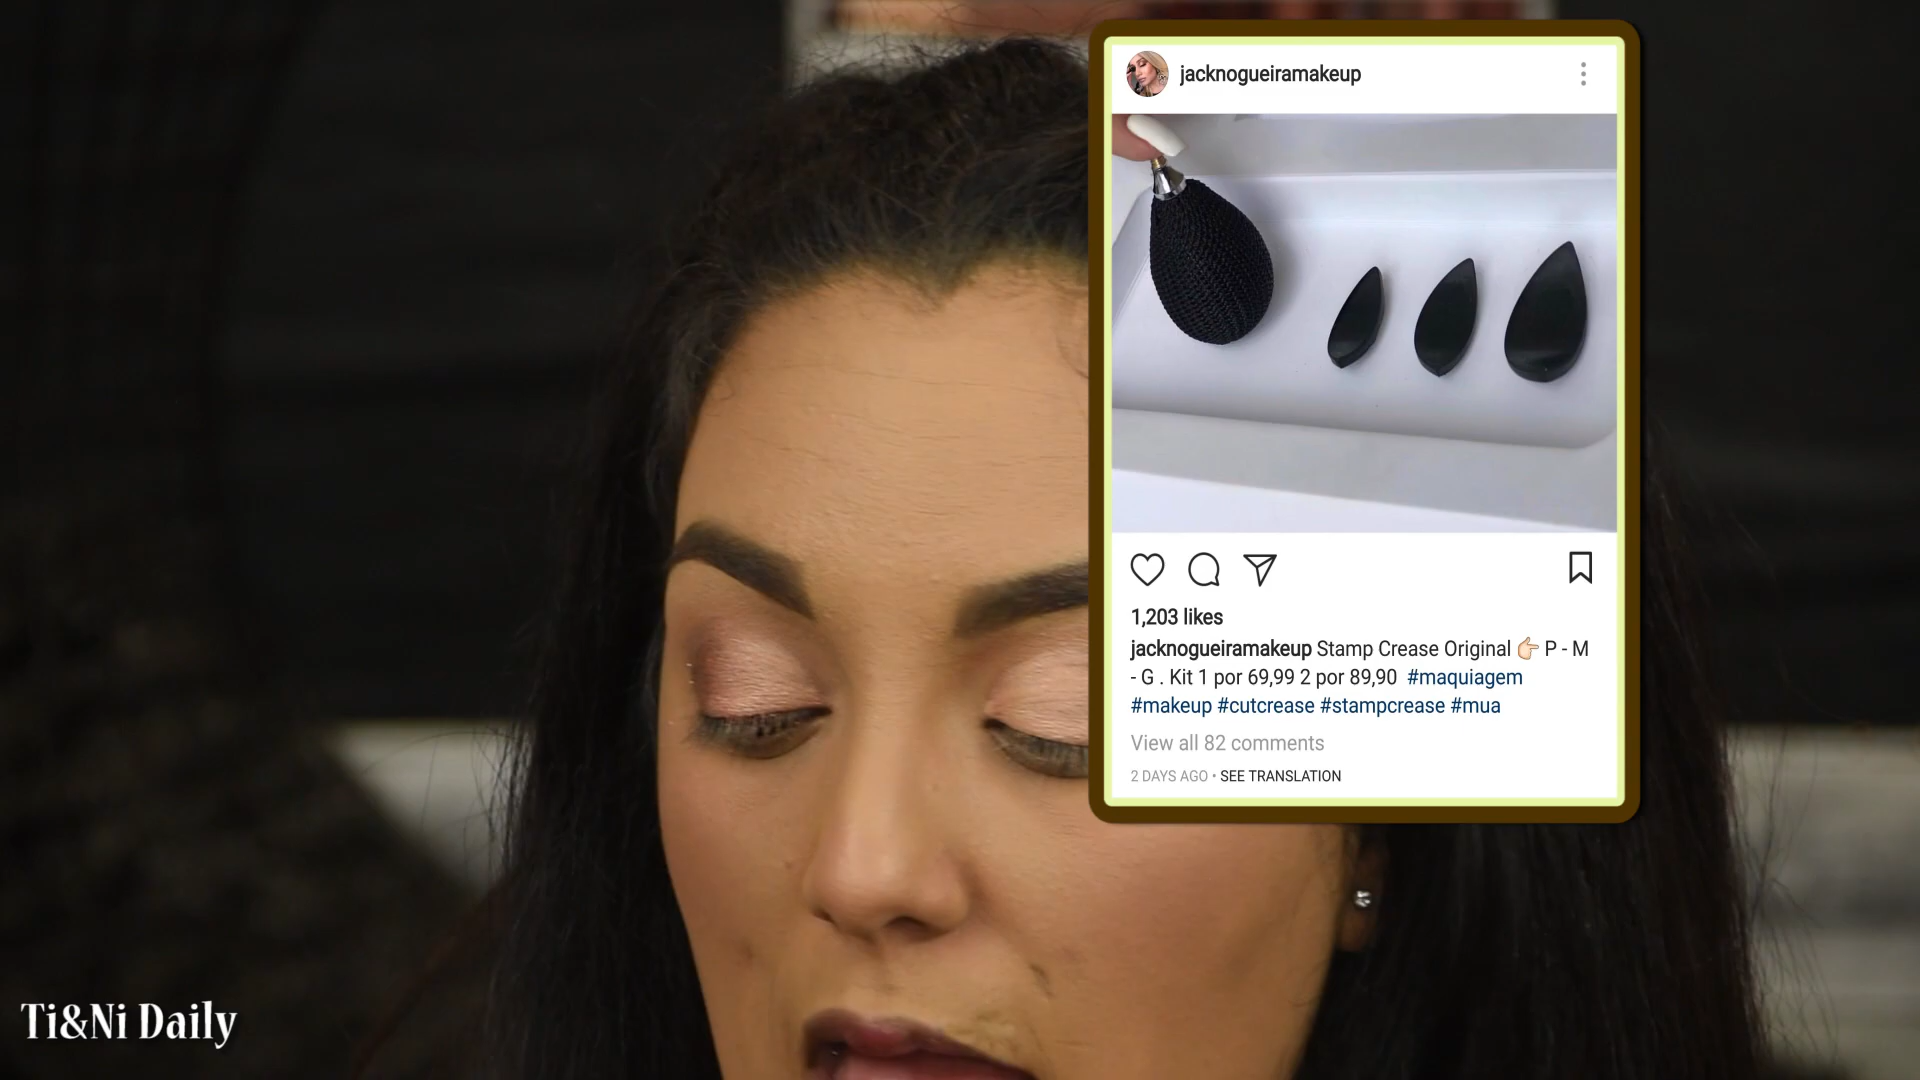 jacknogueiramakeup
1,203 likes
jacknogueiramakeup Stamp Crease Original 👉 P - M
- G . Kit 1 por 69,99 2 por 89,90 #maquiagem
#makeup #cutcrease #stampcrease #mua
View all 82 comments
2 DAYS AGO • SEE TRANSLATION
Ti&Ni Daily